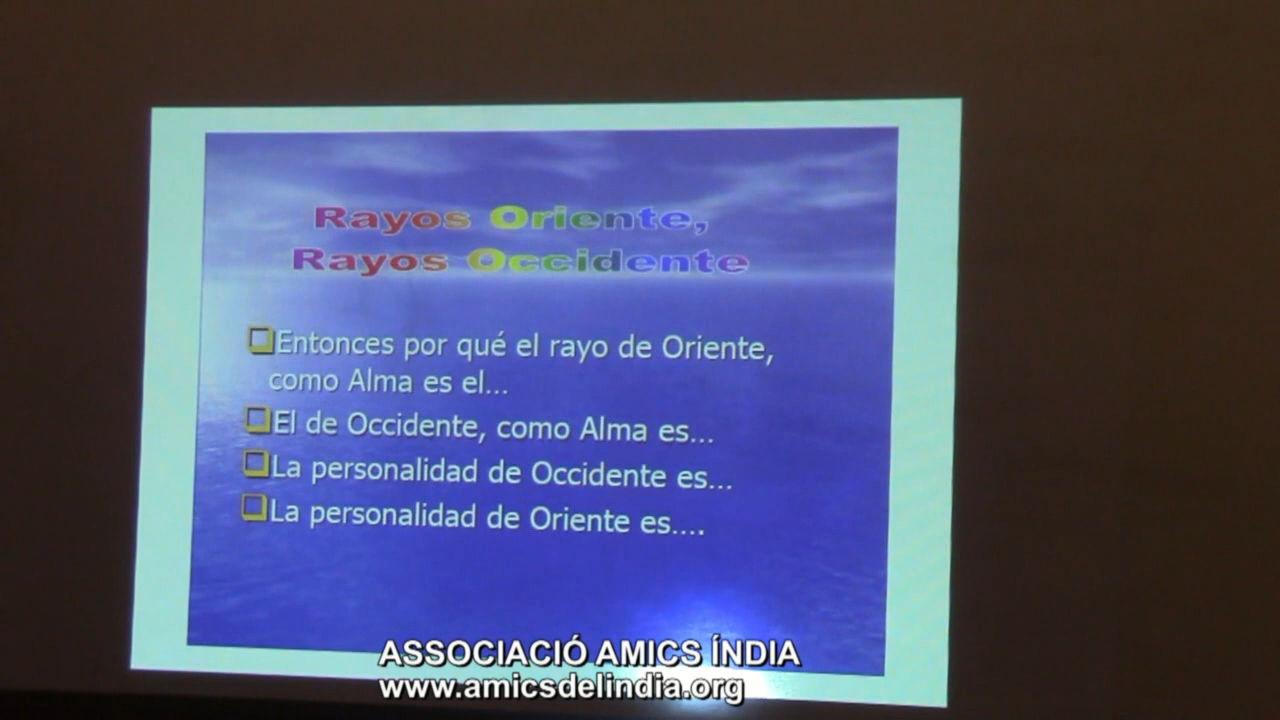 Rayos Oriente,
Rayos Occidente
Entonces por qué el rayo de Oriente,
como Alma es el...
El de Occidente, como Alma es...
La personalidad de Occidente es...
La personalidad de Oriente es....
ASSOCIACIÓ AMICS ÍNDIA
www.amicsdelindia.org